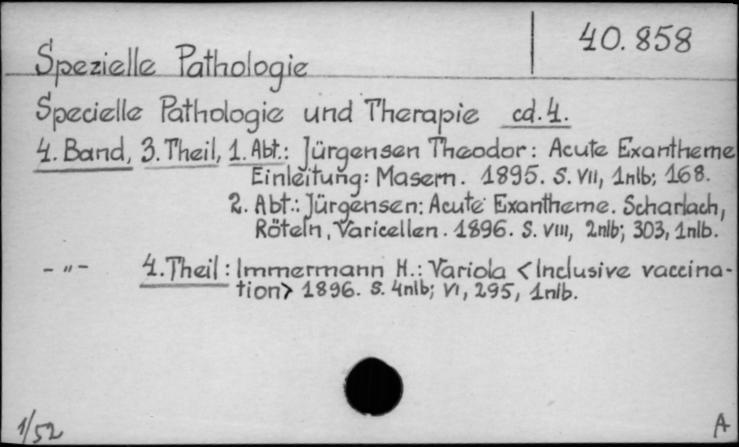 40.858
Spezielle Pathologie
Specielle Pathologie und Therapie cd.4.
4. Band, 3. Theil, 1. Abt.: Jürgensen Theodor: Acute Exantheme
Einleitung: Masern. 1895. S. VII, 1nlb; 168.
2. Abt.: Jürgensen: Acute Exantheme. Scharlach,
Röteln, Varicellen. 1896. S. VIII, 2nlb; 303, 1nlb.
- " - 4. Theil: Immermann H.: Variola <Inclusive vaccina-
tion> 1896. S. 4nlb; VI, 295, 1nlb.
1/52
A